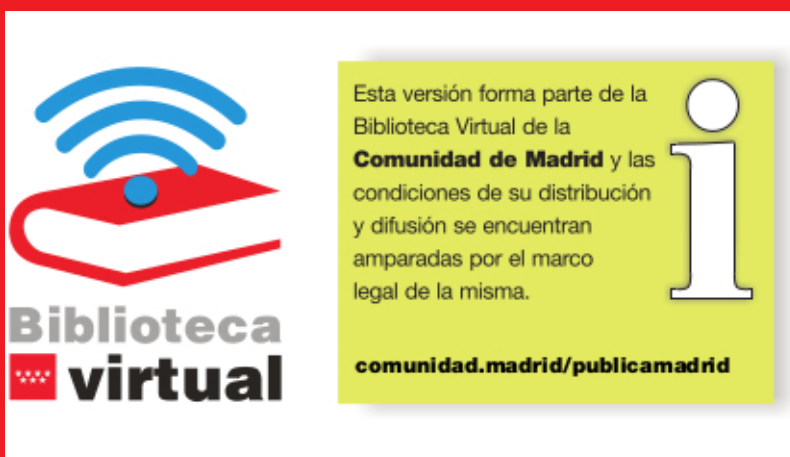 Biblioteca
virtual
Esta versión forma parte de la
Biblioteca Virtual de la
Comunidad de Madrid y las
condiciones de su distribución
y difusión se encuentran
amparadas por el marco
legal de la misma.
comunidad.madrid/publicamadrid
i